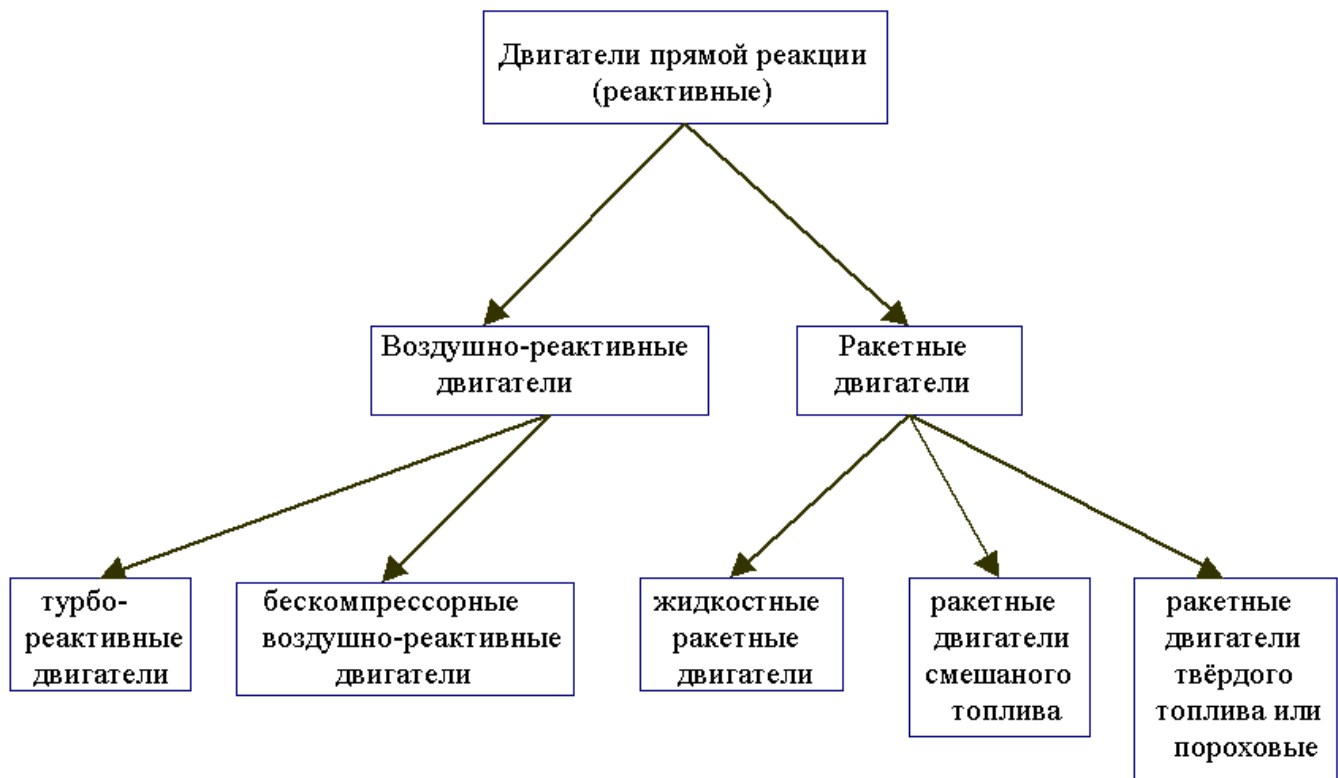 Двигатели прямой реакции
(реактивные)
Воздушно-реактивные
двигатели
Ракетные
двигатели
турбо-
реактивные
двигатели
бескомпрессорные
воздушно-реактивные
двигатели
жидкостные
ракетные
двигатели
ракетные
двигатели
смешаного
топлива
ракетные
двигатели
твёрдого
топлива или
пороховые